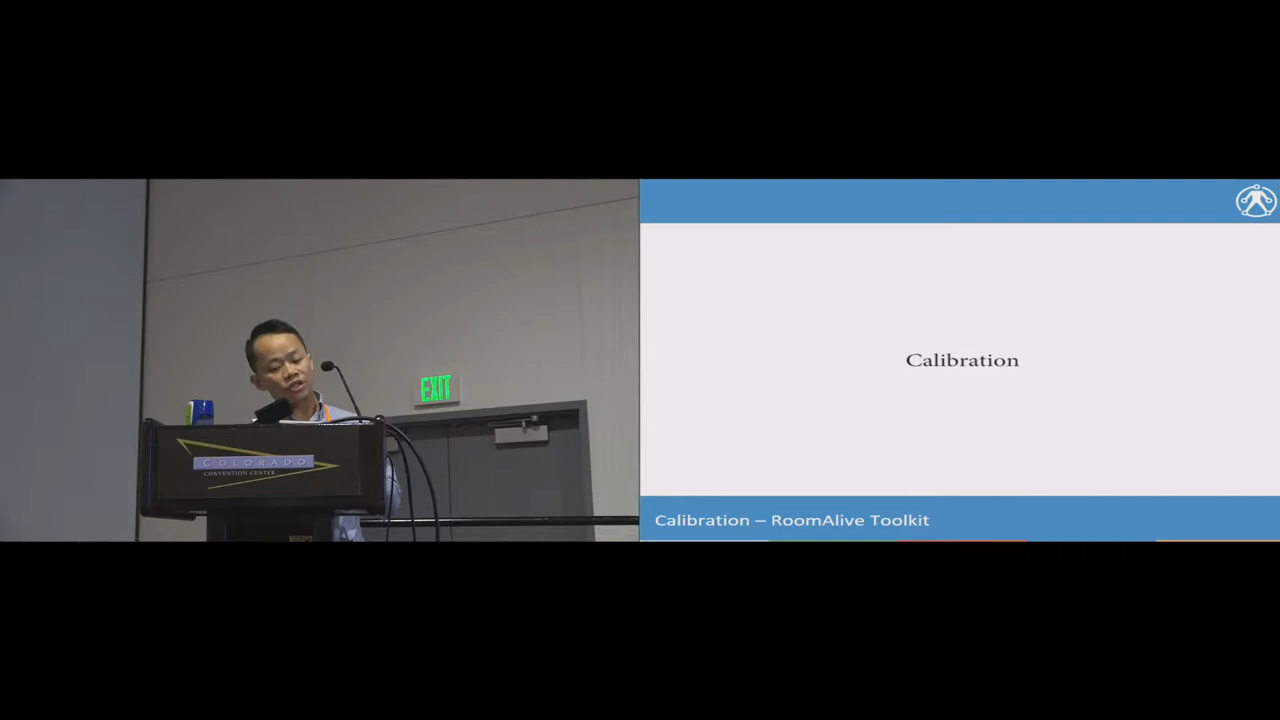 EXIT
COLORADO
CONVENTION CENTER
Calibration
Calibration – RoomAlive Toolkit